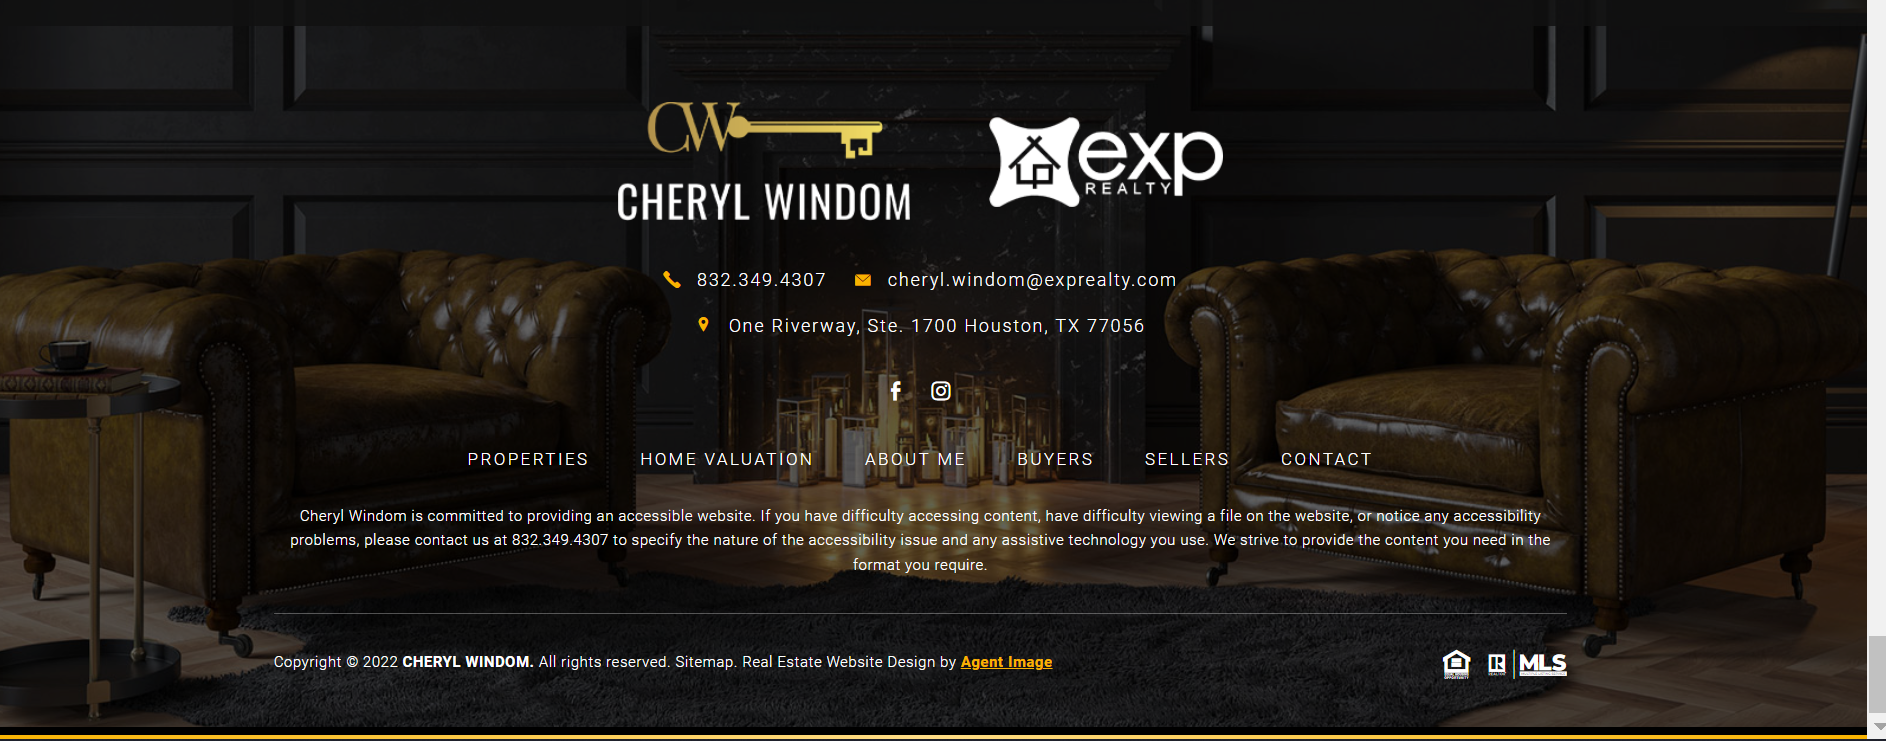 CW
CHERYL WINDOM
exp
REALTY
832.349.4307
cheryl.windom@exprealty.com
One Riverway, Ste. 1700 Houston, TX 77056
PROPERTIES HOME VALUATION ABOUT ME BUYERS SELLERS CONTACT
Cheryl Windom is committed to providing an accessible website. If you have difficulty accessing content, have difficulty viewing a file on the website, or notice any accessibility
problems, please contact us at 832.349.4307 to specify the nature of the accessibility issue and any assistive technology you use. We strive to provide the content you need in the
format you require.
Copyright © 2022 CHERYL WINDOM. All rights reserved. Sitemap. Real Estate Website Design by Agent Image
R MLS